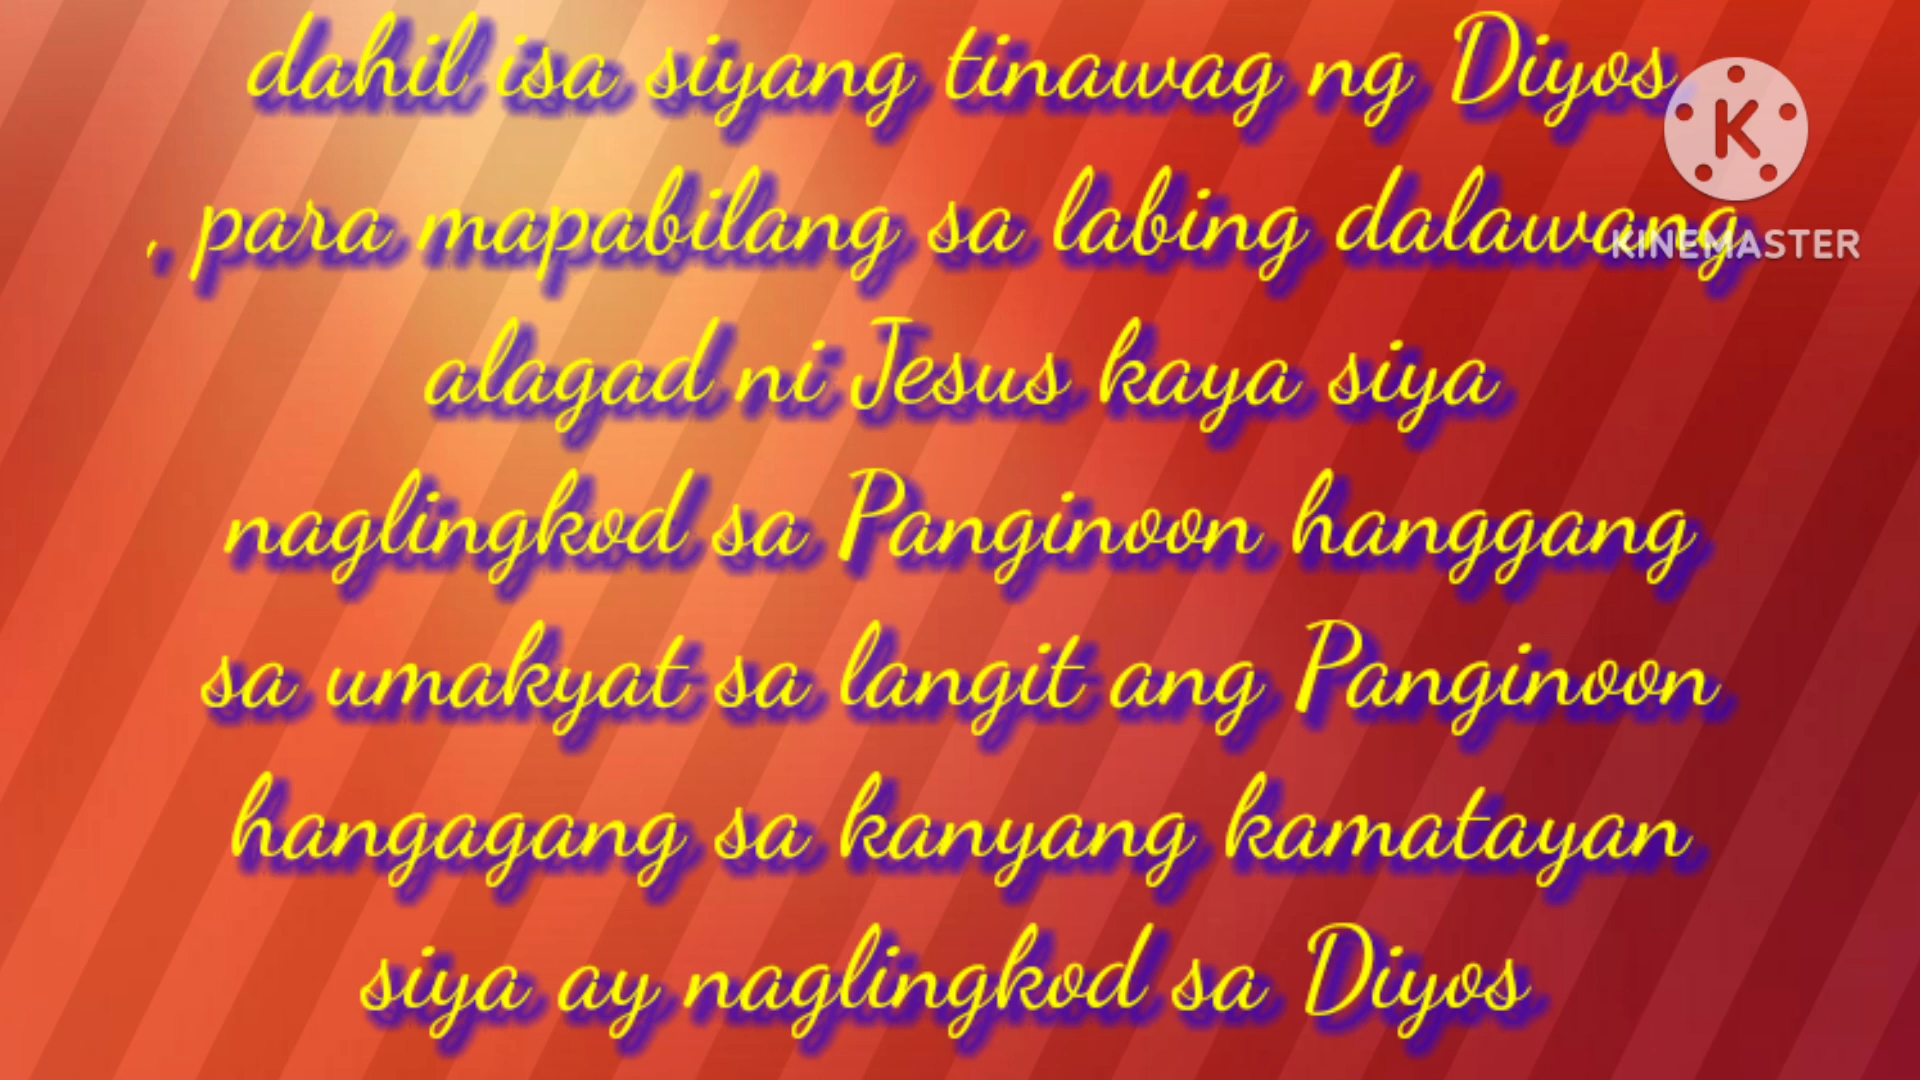 dahil isa siyang tinawag ng Diyos
, para mapabilang sa labing dalawang
alagad ni Jesus kaya siya
naglingkod sa Panginoon hanggang
sa umakyat sa langit ang Panginoon
hangagang sa kanyang kamatayan
siya ay naglingkod sa Diyos
K
KINEMASTER